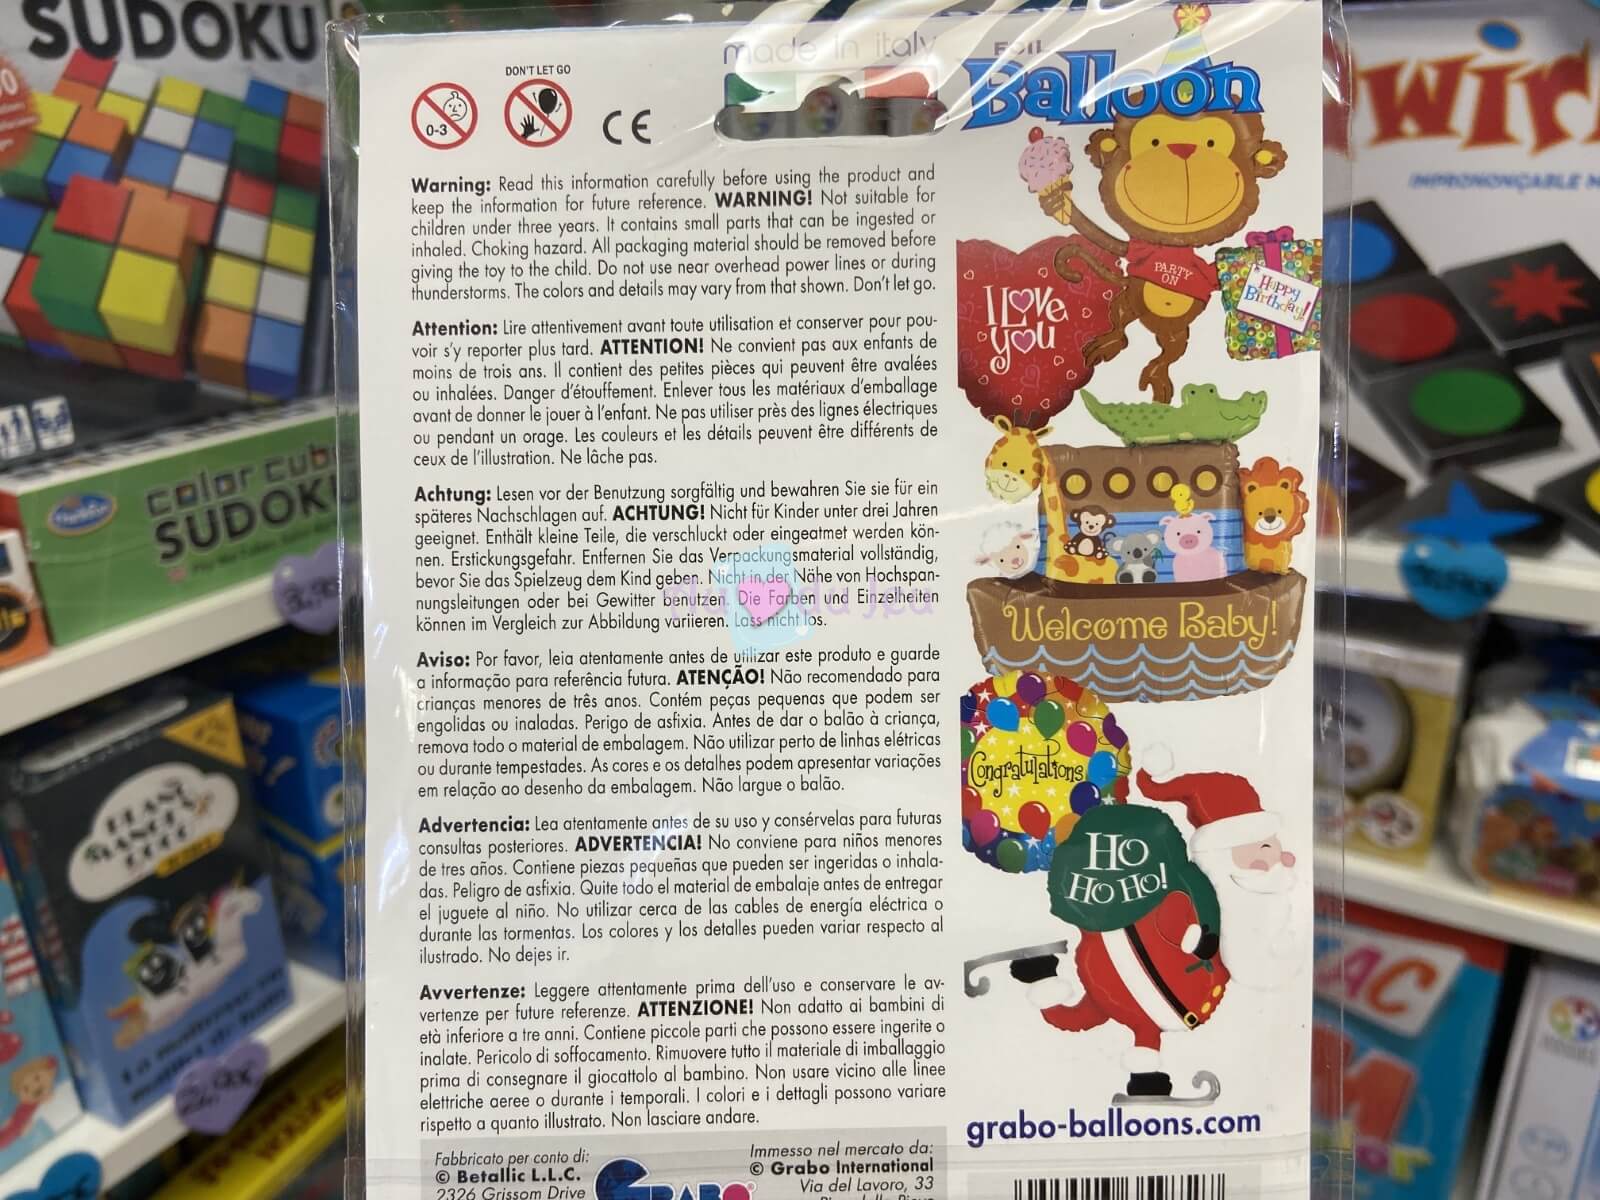 SUDOKU
color cube
SUDOKU
made in italy
DON'T LET GO
0-3
CE
FOIL
Balloon
Warning: Read this information carefully before using the product and
keep the information for future reference. WARNING! Not suitable for
children under three years. It contains small parts that can be ingested or
inhaled. Choking hazard. All packaging material should be removed before
giving the toy to the child. Do not use near overhead power lines or during
thunderstorms. The colors and details may vary from that shown. Don't let go.
Attention: Lire attentivement avant toute utilisation et conserver pour pou-
voir s'y reporter plus tard. ATTENTION! Ne convient pas aux enfants de
moins de trois ans. Il contient des petites pièces qui peuvent être avalées
ou inhalées. Danger d'étouffement. Enlever tous les matériaux d'emballage
avant de donner le jouer à l'enfant. Ne pas utiliser près des lignes électriques
ou pendant un orage. Les couleurs et les détails peuvent être différents de
ceux de l'illustration. Ne lâche pas.
Achtung: Lesen vor der Benutzung sorgfältig und bewahren Sie sie für ein
späteres Nachschlagen auf. ACHTUNG! Nicht für Kinder unter drei Jahren
geeignet. Enthält kleine Teile, die verschluckt oder eingeatmet werden kön-
nen. Erstickungsgefahr. Entfernen Sie das Verpackungsmaterial vollständig,
bevor Sie das Spielzeug dem Kind geben. Nicht in der Nähe von Hochspan-
nungsleitungen oder bei Gewitter benutzen. Die Farben und Einzelheiten
können im Vergleich zur Abbildung variieren. Lass nicht los.
Aviso: Por favor, leia atentamente antes de utilizar este produto e guarde
a informação para referência futura. ATENÇÃO! Não recomendado para
crianças menores de três anos. Contém peças pequenas que podem ser
engolidas ou inaladas. Perigo de asfixia. Antes de dar o balão à criança,
remova todo o material de embalagem. Não utilizar perto de linhas elétricas
ou durante tempestades. As cores e os detalhes podem apresentar variações
em relação ao desenho da embalagem. Não largue o balão.
Advertencia: Lea atentamente antes de su uso y consérvelas para futuras
consultas posteriores. ADVERTENCIA! No conviene para niños menores
de tres años. Contiene piezas pequeñas que pueden ser ingeridas o inhala-
das. Peligro de asfixia. Quite todo el material de embalaje antes de entregar
el juguete al niño. No utilizar cerca de las cables de energía eléctrica o
durante las tormentas. Los colores y los detalles pueden variar respecto al
ilustrado. No dejes ir.
Avvertenze: Leggere attentamente prima dell'uso e conservare le av-
vertenze per future referenze. ATTENZIONE! Non adatto ai bambini di
età inferiore a tre anni. Contiene piccole parti che possono essere ingerite o
inalate. Pericolo di soffocamento. Rimuovere tutto il materiale di imballaggio
prima di consegnare il giocattolo al bambino. Non usare vicino alle linee
elettriche aeree o durante i temporali. I colori e i dettagli possono variare
rispetto a quanto illustrato. Non lasciare andare.
Fabbricato per conto di:
© Betallic L.L.C.
2326 Grissom Drive
GRABO
Immesso nel mercato da:
© Grabo International
Via del Lavoro, 33
PARTY
ON
I Love
you
Happy
Birthday!
Welcome Baby!
Congratulations
HO
HO HO!
grabo-balloons.com